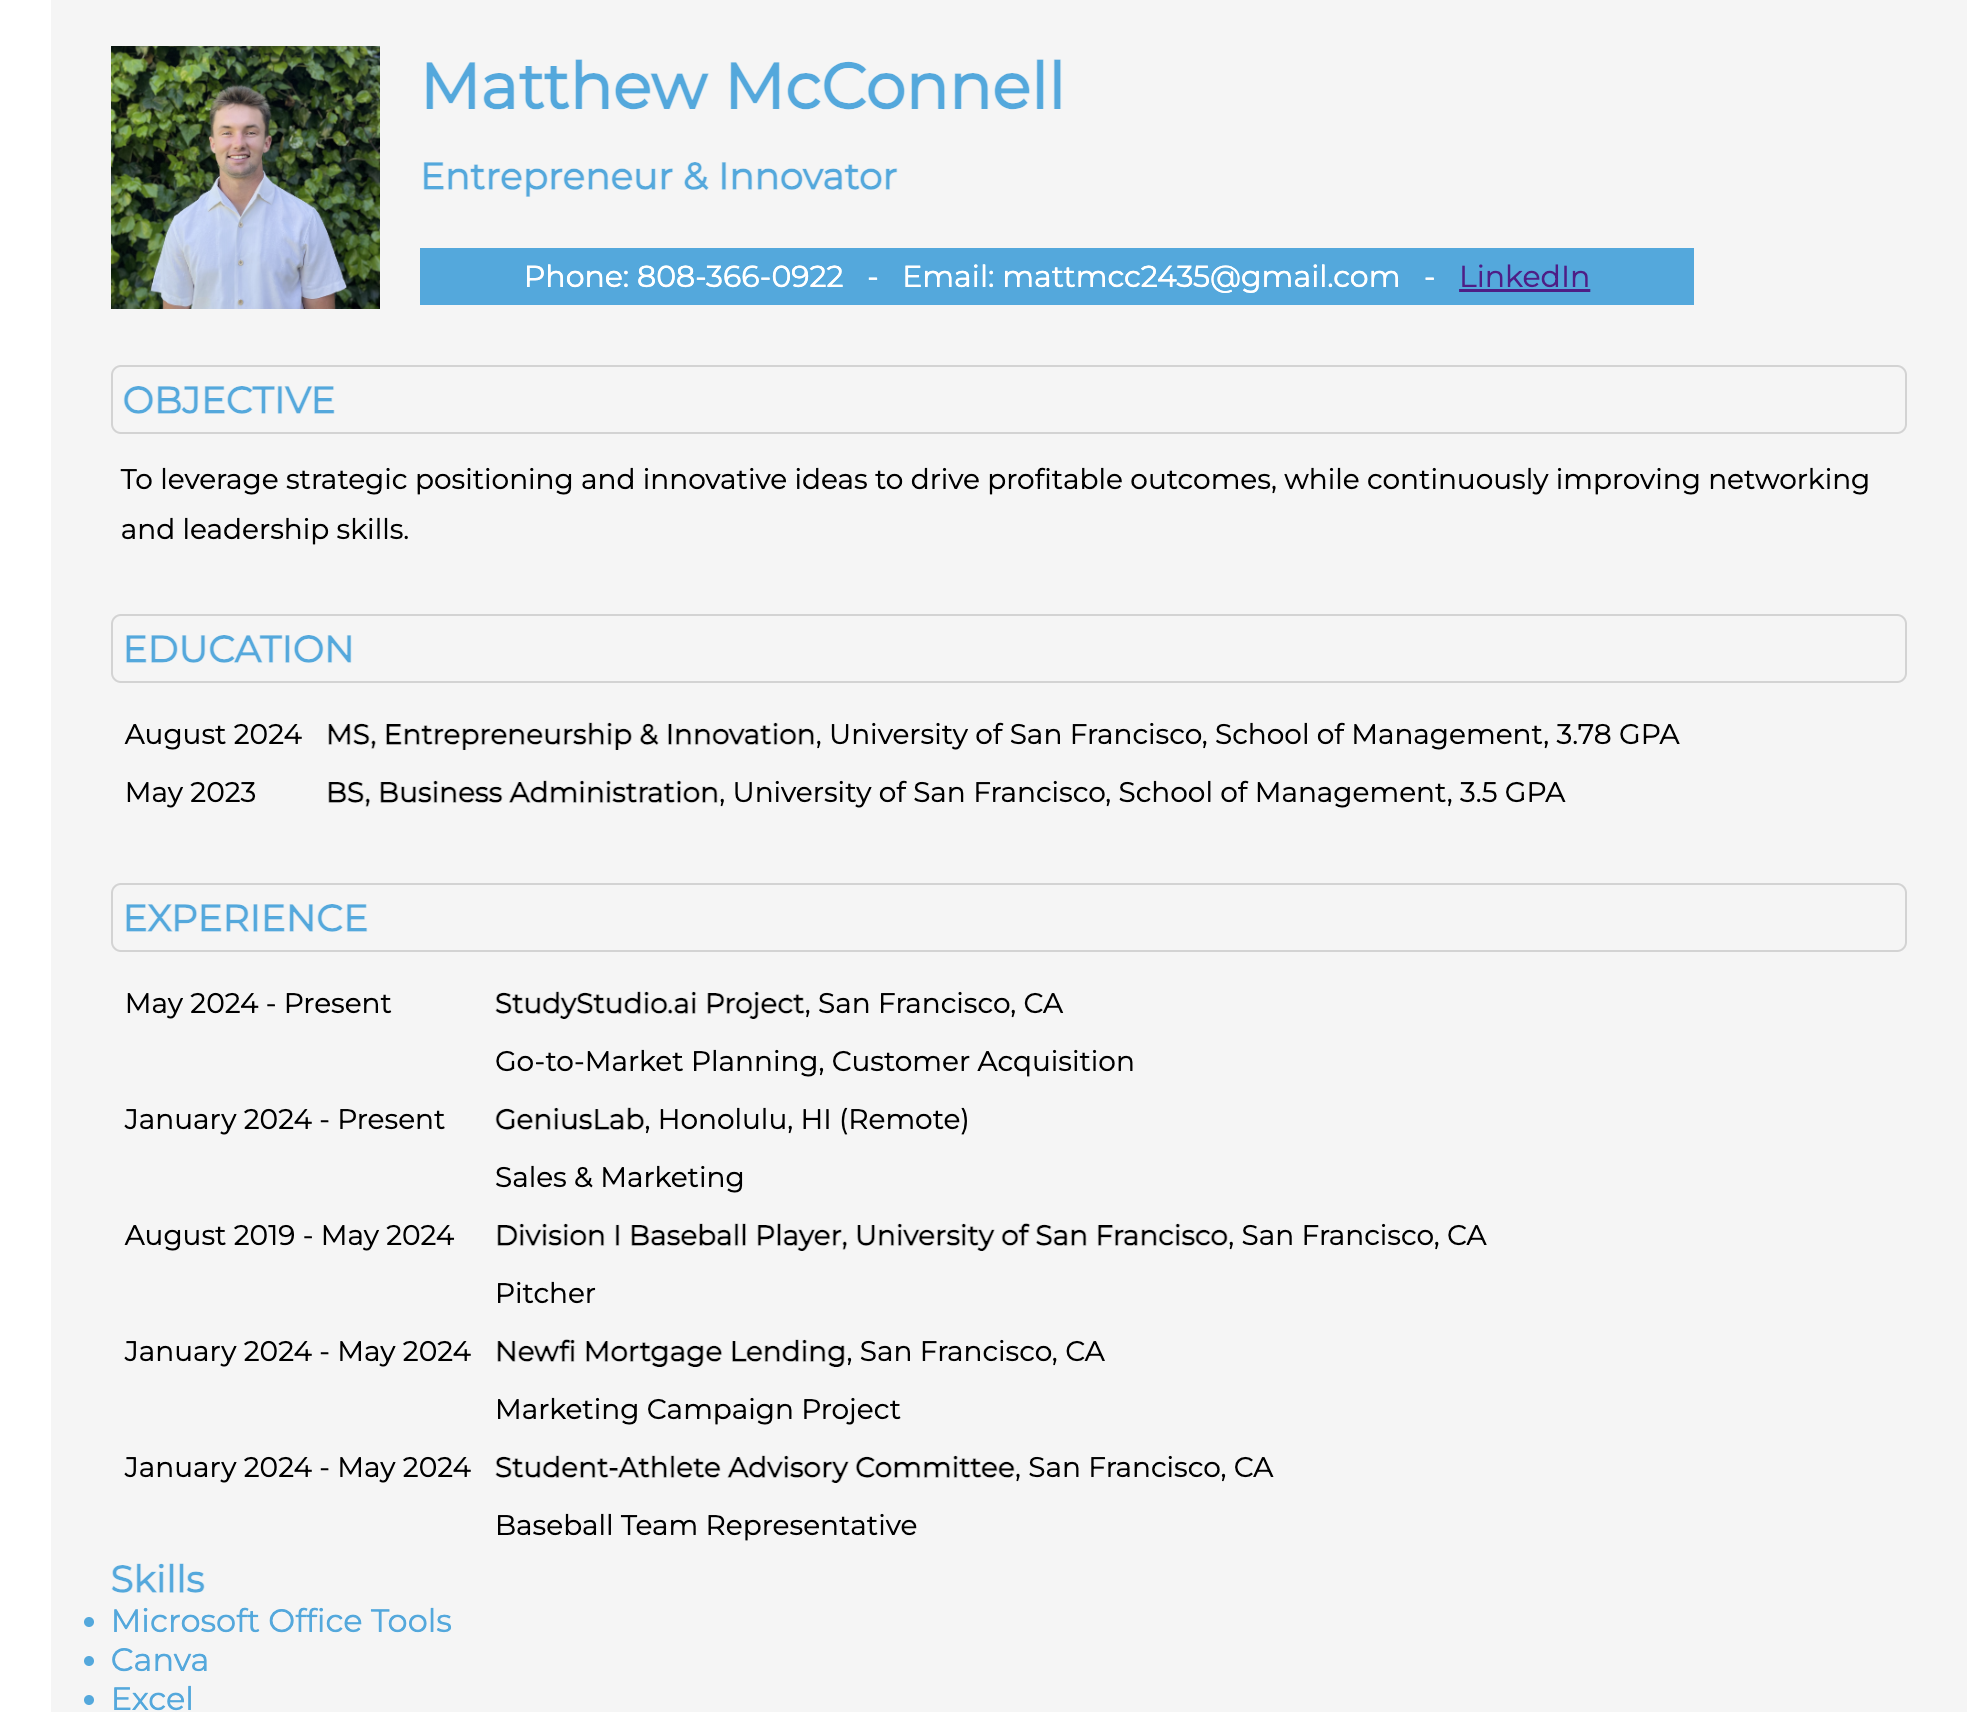 Matthew McConnell
Entrepreneur & Innovator
Phone: 808-366-0922 - Email: mattmcc2435@gmail.com - LinkedIn
OBJECTIVE
To leverage strategic positioning and innovative ideas to drive profitable outcomes, while continuously improving networking
and leadership skills.
EDUCATION
August 2024 MS, Entrepreneurship & Innovation, University of San Francisco, School of Management, 3.78 GPA
May 2023 BS, Business Administration, University of San Francisco, School of Management, 3.5 GPA
EXPERIENCE
May 2024 - Present StudyStudio.ai Project, San Francisco, CA
Go-to-Market Planning, Customer Acquisition
January 2024 - Present GeniusLab, Honolulu, HI (Remote)
Sales & Marketing
August 2019 - May 2024 Division I Baseball Player, University of San Francisco, San Francisco, CA
Pitcher
January 2024 - May 2024 Newfi Mortgage Lending, San Francisco, CA
Marketing Campaign Project
January 2024 - May 2024 Student-Athlete Advisory Committee, San Francisco, CA
Baseball Team Representative
Skills
• Microsoft Office Tools
• Canva
• Excel